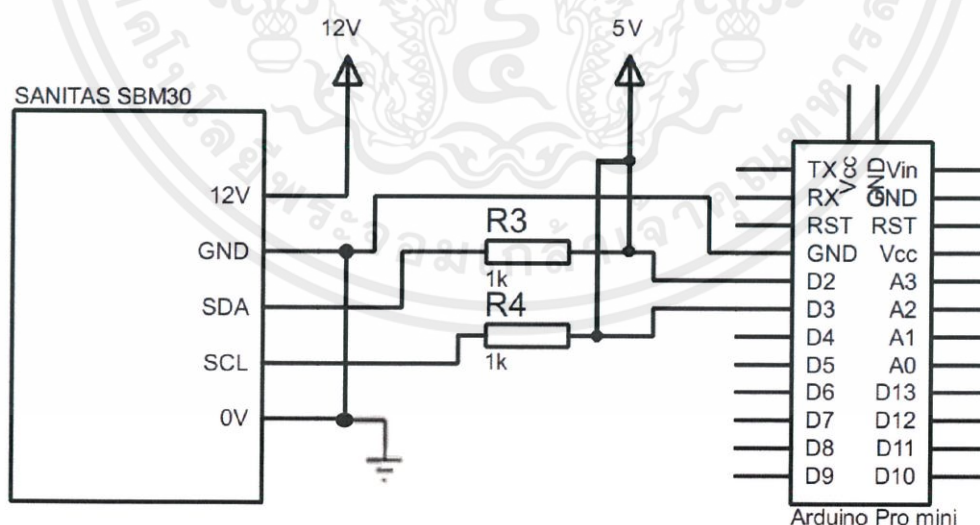 12V
5V
SANITAS SBM30
12V
GND
SDA
SCL
0V
R3
1k
R4
1k
Vcc
GND
TX
RX
RST
GND
D2
D3
D4
D5
D6
D7
D8
D9
Vin
GND
RST
Vcc
A3
A2
A1
A0
D13
D12
D11
D10
Arduino Pro mini